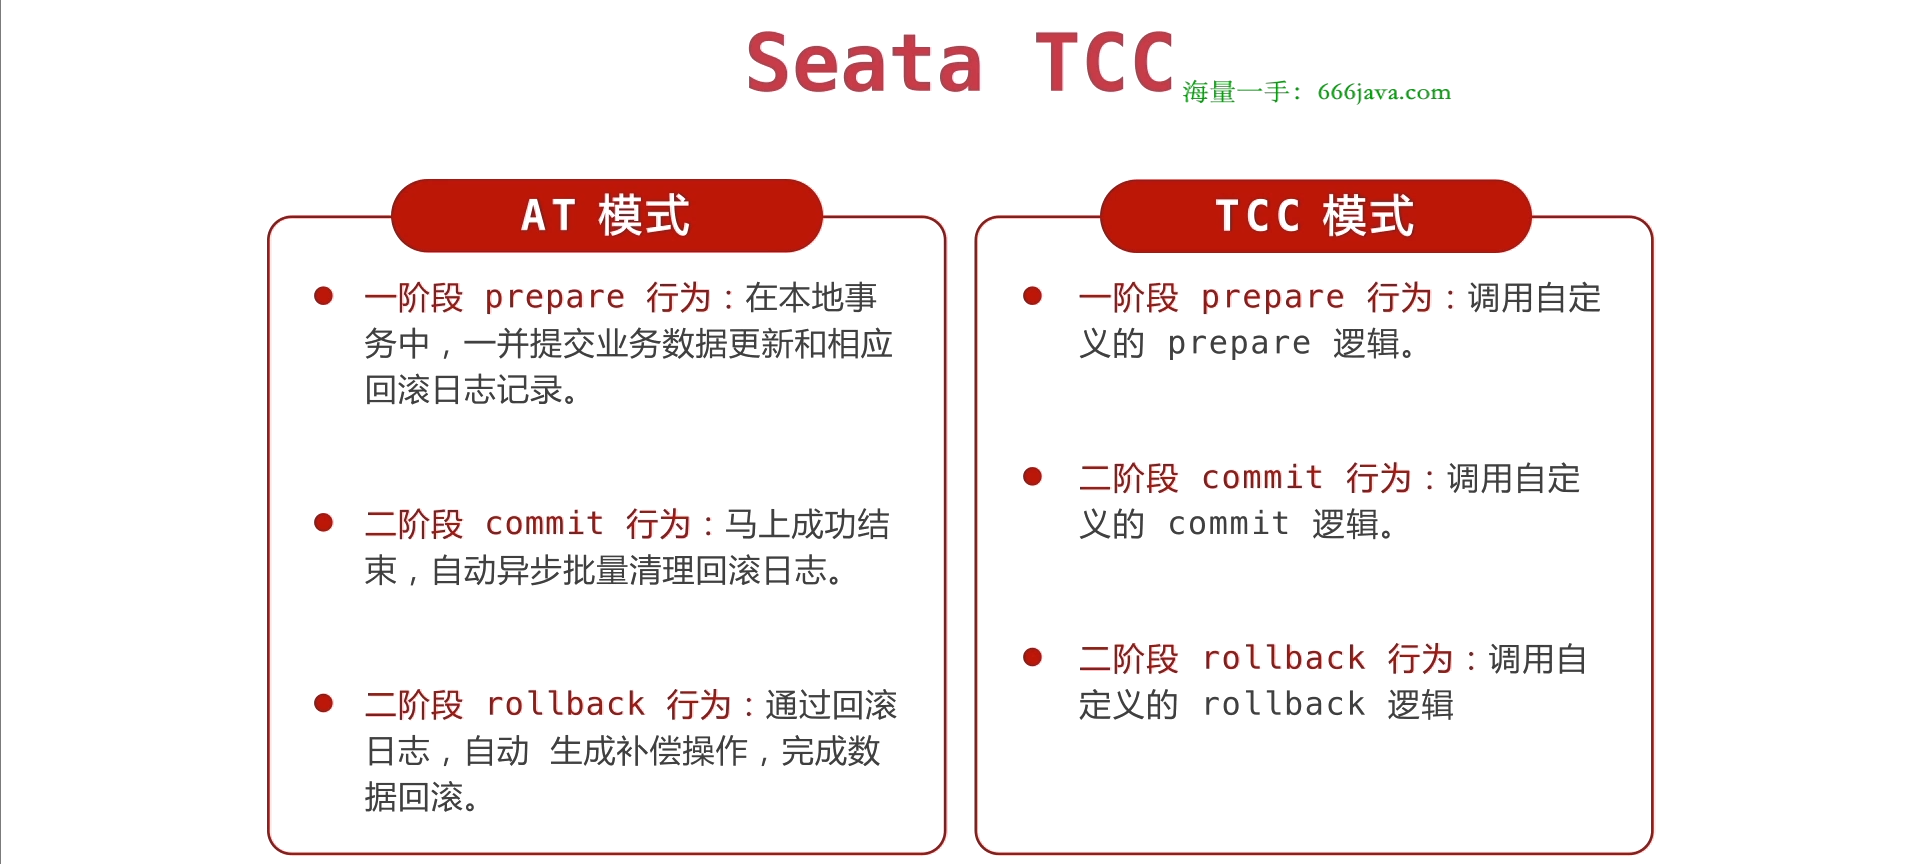 Seata TCC
海量一手：666java.com
AT 模式
一阶段 prepare 行为：在本地事
务中，一并提交业务数据更新和相应
回滚日志记录。
二阶段 commit 行为：马上成功结
束，自动异步批量清理回滚日志。
二阶段 rollback 行为：通过回滚
日志，自动 生成补偿操作，完成数
据回滚。
TCC 模式
一阶段 prepare 行为：调用自定
义的 prepare 逻辑。
二阶段 commit 行为：调用自定
义的 commit 逻辑。
二阶段 rollback 行为：调用自
定义的 rollback 逻辑